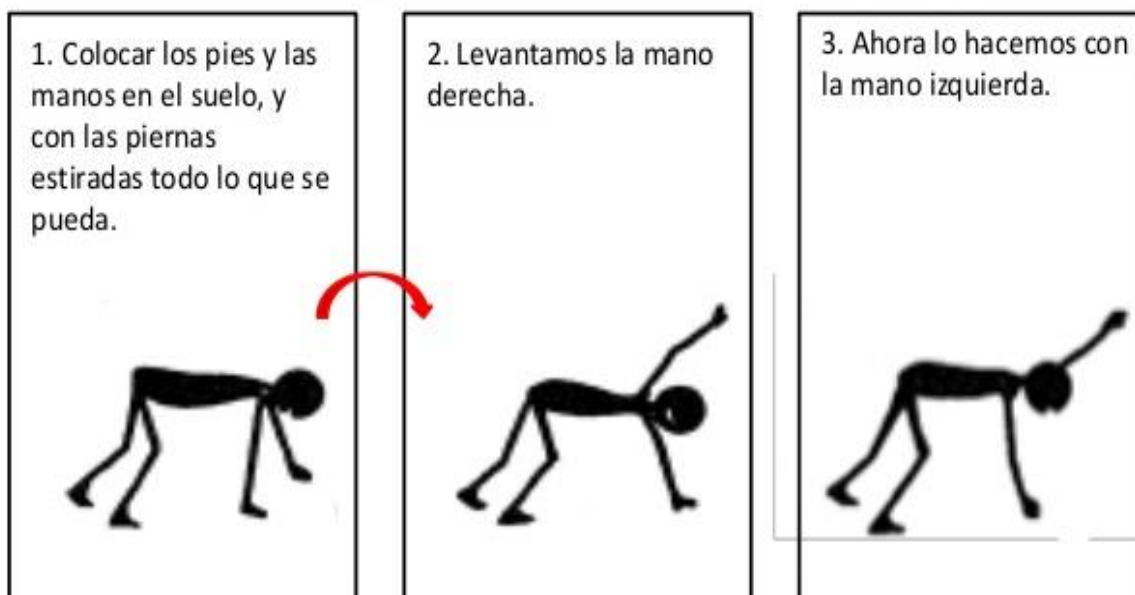 1. Colocar los pies y las
manos en el suelo, y
con las piernas
estiradas todo lo que se
pueda.
2. Levantamos la mano
derecha.
3. Ahora lo hacemos con
la mano izquierda.